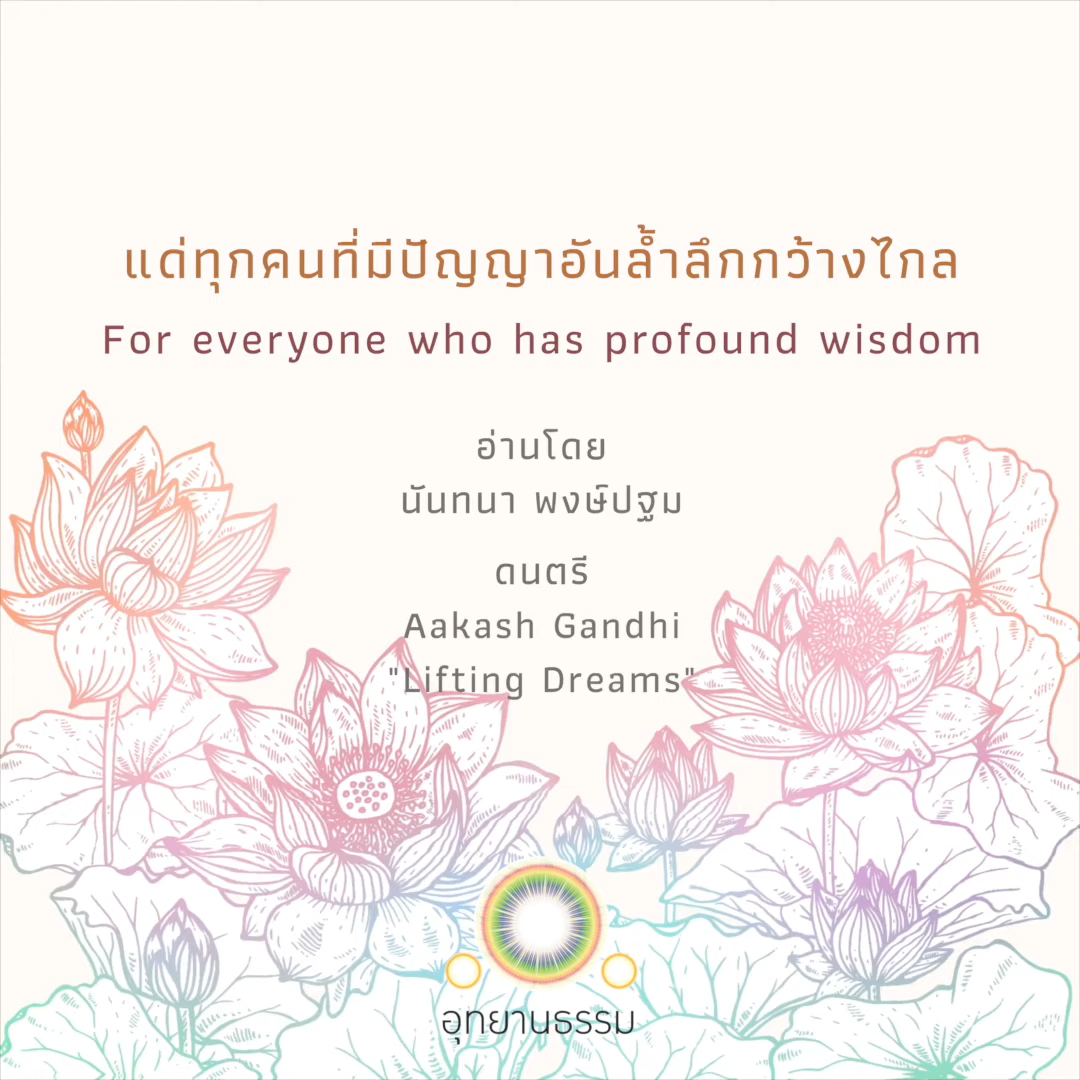 แด่ทุกคนที่มีปัญญาอันล้ำลึกกว้างไกล
For everyone who has profound wisdom
อ่านโดย
นันทนา พงษ์ปฐม
ดนตรี
Aakash Gandhi
"Lifting Dreams"
อุทยานธรรม